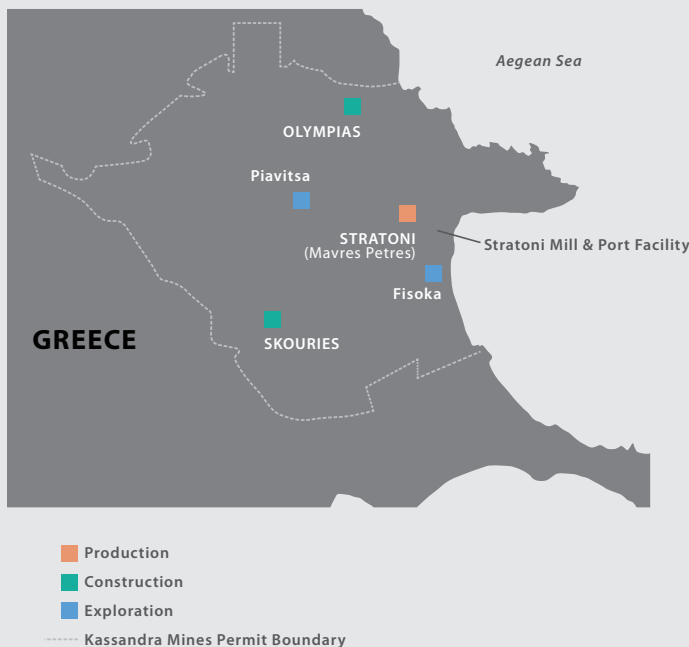 Aegean Sea
OLYMPIAS
Piavitsa
STRATONI
(Mavres Petres)
Stratoni Mill & Port Facility
Fisoka
SKOURIES
GREECE
Production
Construction
Exploration
Kassandra Mines Permit Boundary